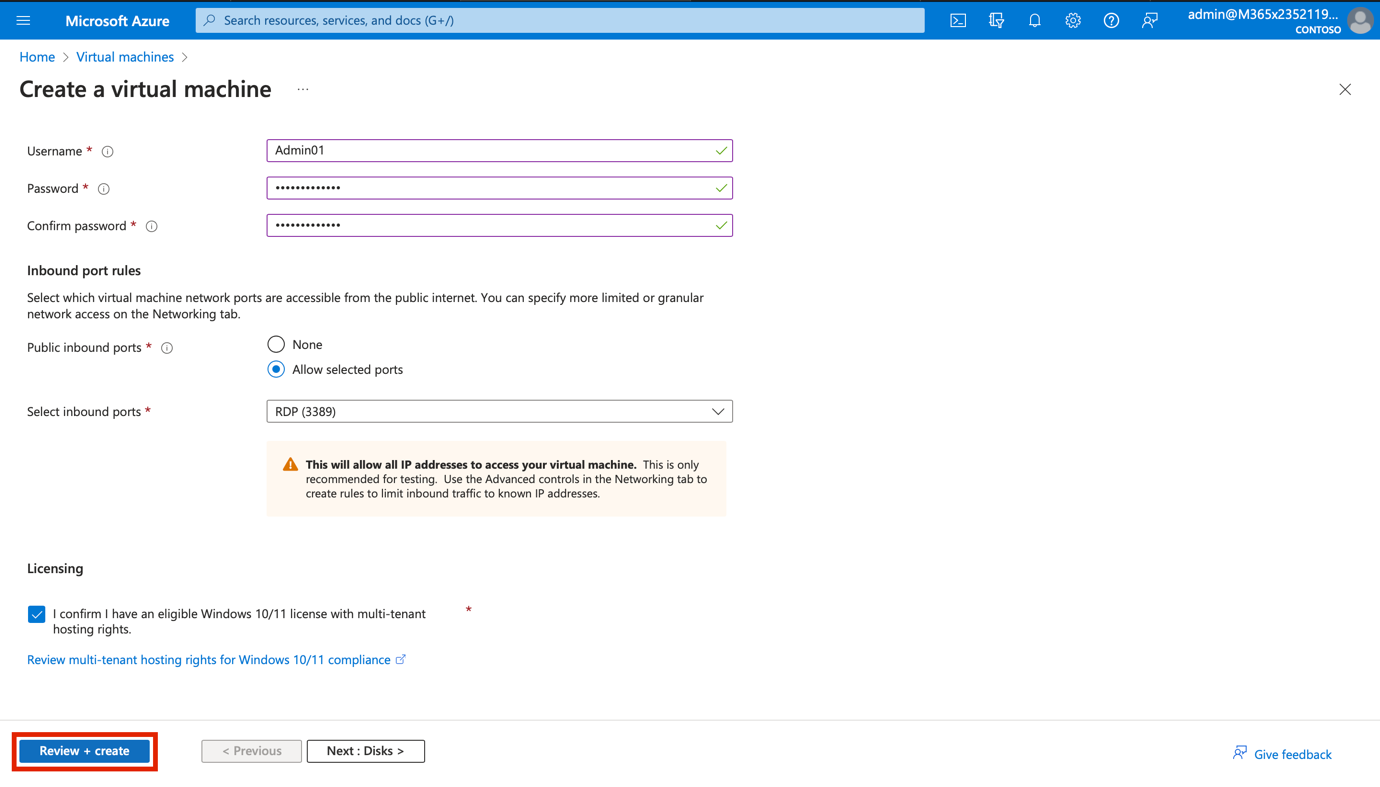 Microsoft Azure
Search resources, services, and docs (G+/)
admin@M365x2352119...
CONTOSO
Home > Virtual machines >
Create a virtual machine ...
Username *
Admin01
Password *
•••••••••••••
Confirm password *
•••••••••••••
Inbound port rules
Select which virtual machine network ports are accessible from the public internet. You can specify more limited or granular
network access on the Networking tab.
Public inbound ports *
None
Allow selected ports
Select inbound ports *
RDP (3389)
This will allow all IP addresses to access your virtual machine. This is only
recommended for testing. Use the Advanced controls in the Networking tab to
create rules to limit inbound traffic to known IP addresses.
Licensing
I confirm I have an eligible Windows 10/11 license with multi-tenant *
hosting rights.
Review multi-tenant hosting rights for Windows 10/11 compliance
Review + create
< Previous
Next : Disks >
Give feedback